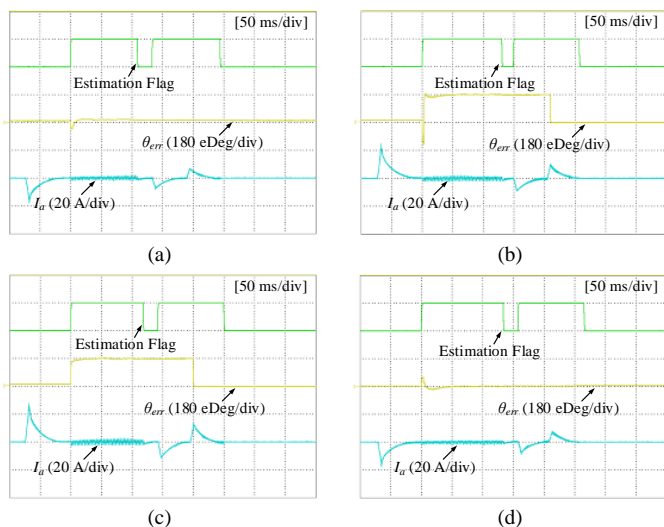 [50 ms/div]
Estimation Flag
θerr (180 eDeg/div)
Ia (20 A/div)
(a)
[50 ms/div]
Estimation Flag
θerr (180 eDeg/div)
Ia (20 A/div)
(b)
[50 ms/div]
Estimation Flag
θerr (180 eDeg/div)
Ia (20 A/div)
(c)
[50 ms/div]
Estimation Flag
θerr (180 eDeg/div)
Ia (20 A/div)
(d)